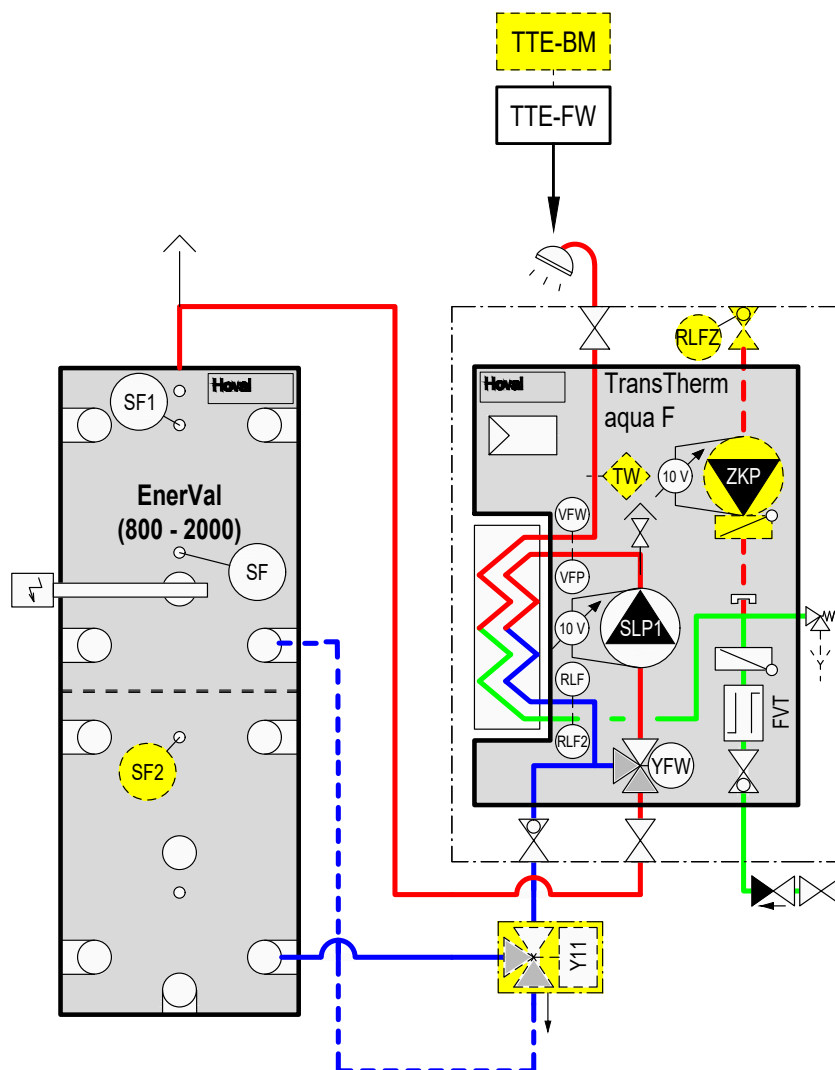 TTE-BM
TTE-FW
RLFZ
Hoval
SF1
EnerVal
(800 - 2000)
SF
SF2
Hoval
TransTherm
aqua F
TW
10 V
ZKP
VFW
VFP
10 V
SLP1
RLF
RLF2
YFW
FVT
Y11